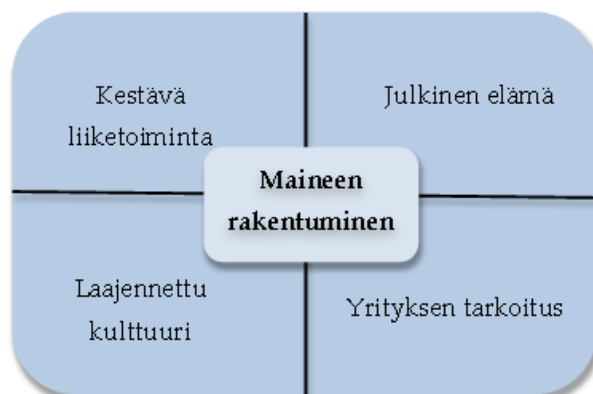 Kestävä
liiketoiminta
Julkinen elämä
Maineen
rakentuminen
Laajennettu
kulttuuri
Yrityksen tarkoitus